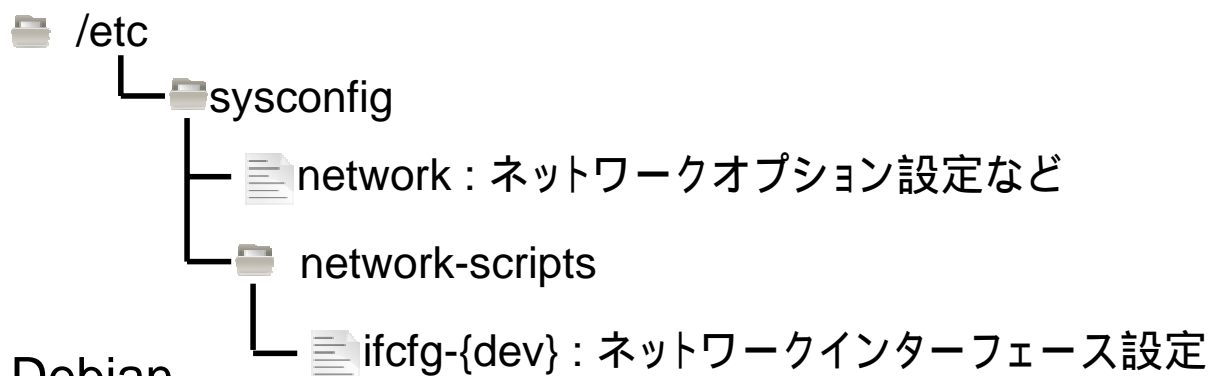 /etc
sysconfig
network : ネットワークオプション設定など
network-scripts
ifcfg-{dev} : ネットワークインターフェース設定
Debian